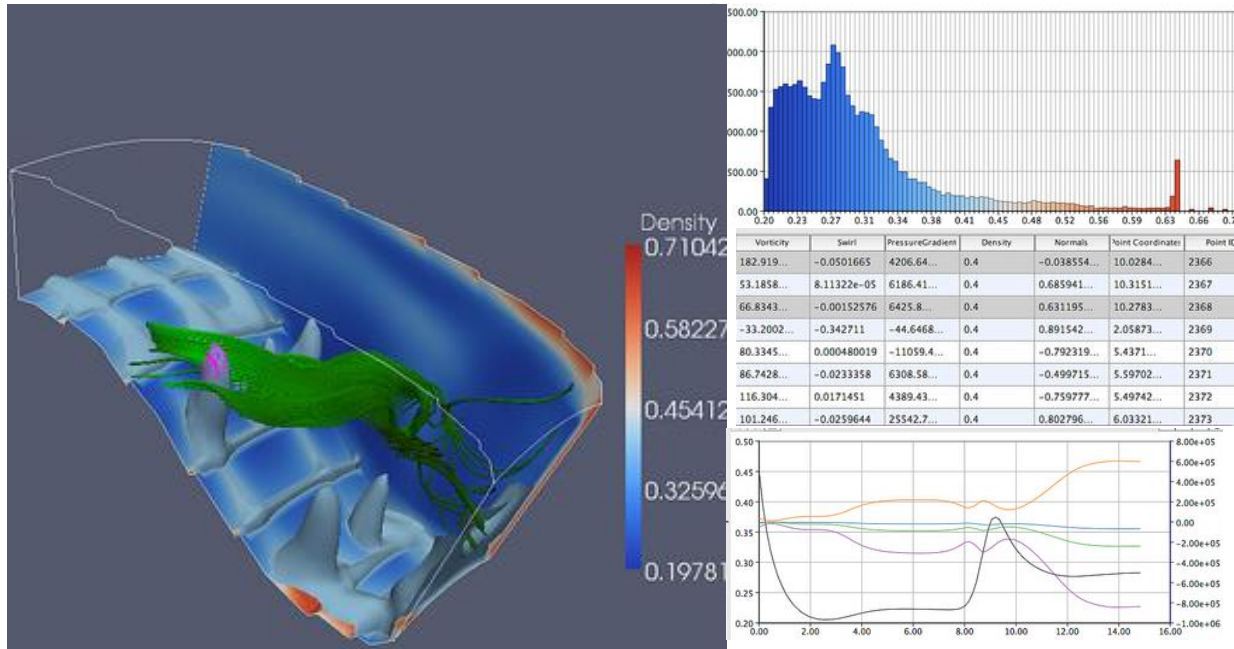 Density
0.71042
0.58227
0.45412
0.32596
0.19781
500.00
000.00
500.00
000.00
500.00
0.00
0.20 0.23 0.27 0.31 0.34 0.38 0.41 0.45 0.48 0.52 0.56 0.59 0.63 0.66 0.7
Vorticity Swirl PressureGradient Density Normals Point Coordinates Point ID
182.919... -0.0501665 4206.64... 0.4 -0.038554... 10.0284... 2366
53.1858... 8.11322e-05 6186.41... 0.4 0.685941... 10.3151... 2367
66.8343... -0.00152576 6425.8... 0.4 0.631195... 10.2783... 2368
-33.2002... -0.342711 -44.6468... 0.4 0.891542... 2.05873... 2369
80.3345... 0.000480019 -11059.4... 0.4 -0.792319... 5.4371... 2370
86.7428... -0.0233358 6308.58... 0.4 -0.499715... 5.59702... 2371
116.304... 0.0171451 4389.43... 0.4 -0.759777... 5.49742... 2372
101.246... -0.0259644 25542.7... 0.4 0.802796... 6.03321... 2373
0.50 8.00e+05
0.45 6.00e+05
0.40 4.00e+05
2.00e+05
0.35 0.00
-2.00e+05
0.30 -4.00e+05
0.25 -6.00e+05
-8.00e+05
0.20 -1.00e+06
0.00 2.00 4.00 6.00 8.00 10.00 12.00 14.00 16.00